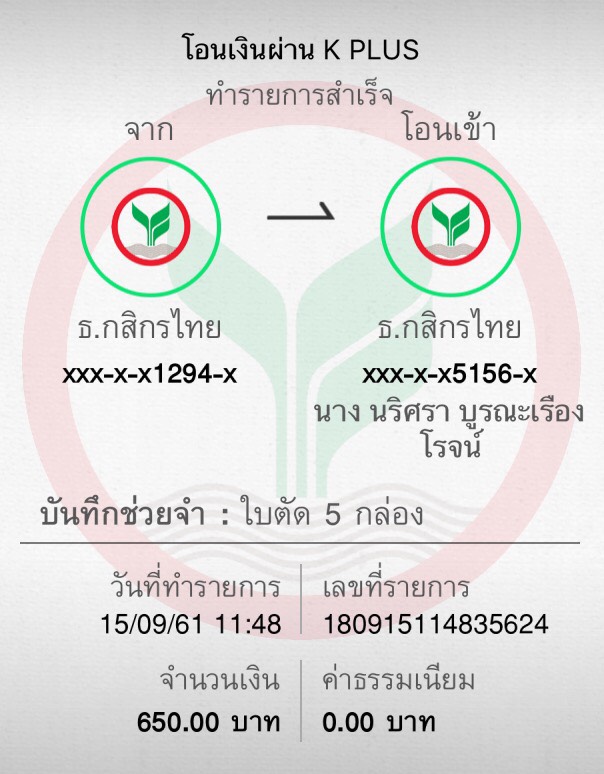 โอนเงินผ่าน K PLUS
ทำรายการสำเร็จ
จาก
โอนเข้า
ธ.กสิกรไทย
ธ.กสิกรไทย
xxx-x-x1294-x
xxx-x-x5156-x
นาง นริศรา บูรณะเรือง
โรจน์
บันทึกช่วยจำ : ใบตัด 5 กล่อง
วันที่ทำรายการ
เลขที่รายการ
15/09/61 11:48
180915114835624
จำนวนเงิน
ค่าธรรมเนียม
650.00 บาท
0.00 บาท